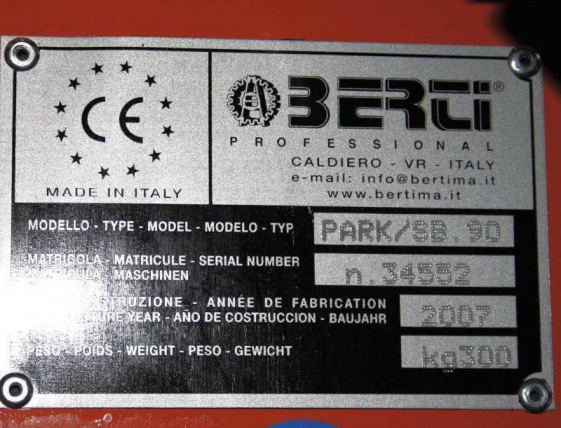 CE
MADE IN ITALY
BERTI®
PROFESSIONAL
CALDIERO - VR - ITALY
e-mail: info@bertima.it
www.bertima.it
MODELLO - TYPE - MODEL - MODELO - TYP PARK/SB.90
MATRICOLA - MATRICULE - SERIAL NUMBER
MASCHINEN
n.34552
COSTRUZIONE - ANNÉE DE FABRICATION
YEAR - AÑO DE COSTRUCCION - BAUJAHR
2007
PESO - POIDS - WEIGHT - PESO - GEWICHT kg300